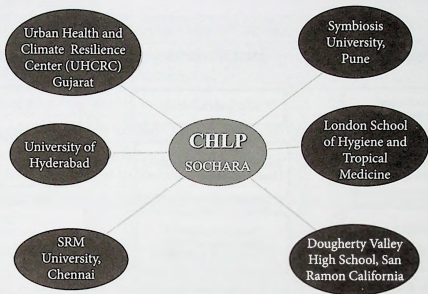 Urban Health and
Climate Resilience
Center (UHCRC)
Gujarat
Symbiosis
University,
Pune
University of
Hyderabad
CHLP
SOCHARA
London School
of Hygiene and
Tropical
Medicine
SRM
University,
Chennai
Dougherty Valley
High School, San
Ramon California